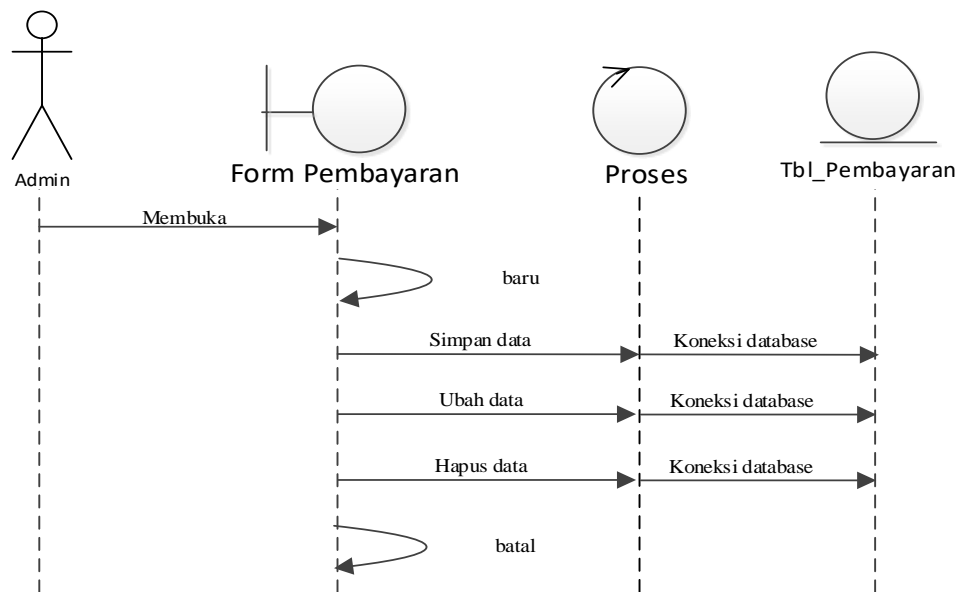 Admin
Form Pembayaran
Proses
Tbl_Pembayaran
Membuka
baru
Simpan data
Koneksi database
Ubah data
Koneksi database
Hapus data
Koneksi database
batal